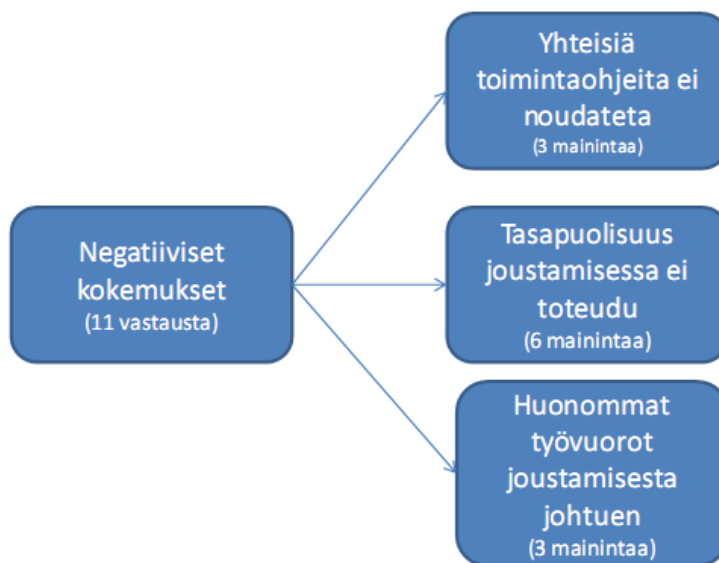 Negatiiviset
kokemukset
(11 vastausta)
Yhteisiä
toimintaohjeita ei
noudateta
(3 mainintaa)
Tasapuolisuus
joustamisessa ei
toteudu
(6 mainintaa)
Huonommat
työvuorot
joustamisesta
johtuen
(3 mainintaa)